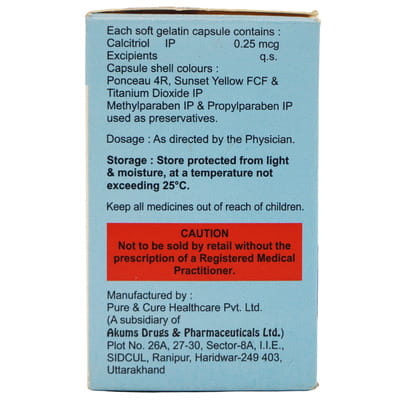 Each soft gelatin capsule contains :
Calcitriol IP 0.25 mcg
Excipients q.s.
Capsule shell colours :
Ponceau 4R, Sunset Yellow FCF &
Titanium Dioxide IP
Methylparaben IP & Propylparaben IP
used as preservatives.
Dosage : As directed by the Physician.
Storage : Store protected from light
& moisture, at a temperature not
exceeding 25°C.
Keep all medicines out of reach of children.
CAUTION
Not to be sold by retail without the
prescription of a Registered Medical
Practitioner.
Manufactured by :
Pure & Cure Healthcare Pvt. Ltd.
(A subsidiary of
Akums Drugs & Pharmaceuticals Ltd.)
Plot No. 26A, 27-30, Sector-8A, I.I.E.,
SIDCUL, Ranipur, Haridwar-249 403,
Uttarakhand